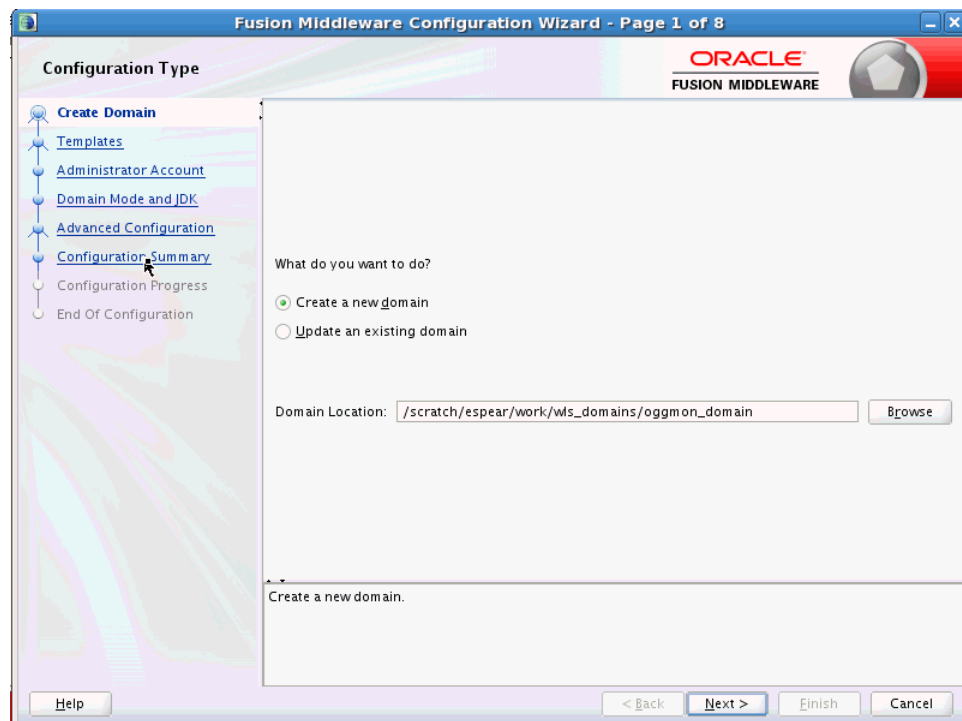 Fusion Middleware Configuration Wizard - Page 1 of 8
Configuration Type
ORACLE
FUSION MIDDLEWARE
Create Domain
Templates
Administrator Account
Domain Mode and JDK
Advanced Configuration
Configuration Summary
Configuration Progress
End Of Configuration
What do you want to do?
Create a new domain
Update an existing domain
Domain Location: /scratch/espear/work/wls_domains/oggmon_domain Browse
Create a new domain.
Help < Back Next > Finish Cancel